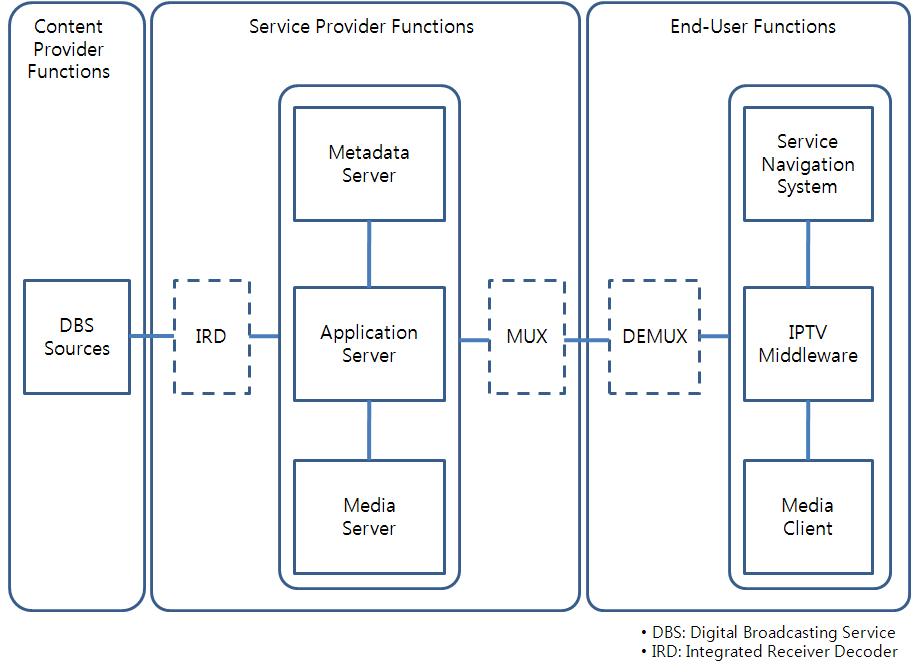 Content
Provider
Functions
Service Provider Functions
End-User Functions
Metadata
Server
Service
Navigation
System
DBS
Sources
IRD
Application
Server
MUX
DEMUX
IPTV
Middleware
Media
Server
Media
Client
• DBS: Digital Broadcasting Service
• IRD: Integrated Receiver Decoder